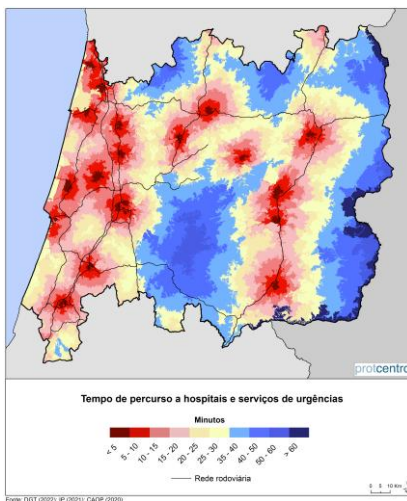 protcentro
Tempo de percurso a hospitais e serviços de urgências
Minutos
< 5
5 - 10
10 - 15
15 - 20
20 - 25
25 - 30
35 - 40
40 - 50
50 - 60
> 60
Rede rodoviária
0 5 10 Km
Fonte: DGT (2022); IP (2021); CAOP (2020)